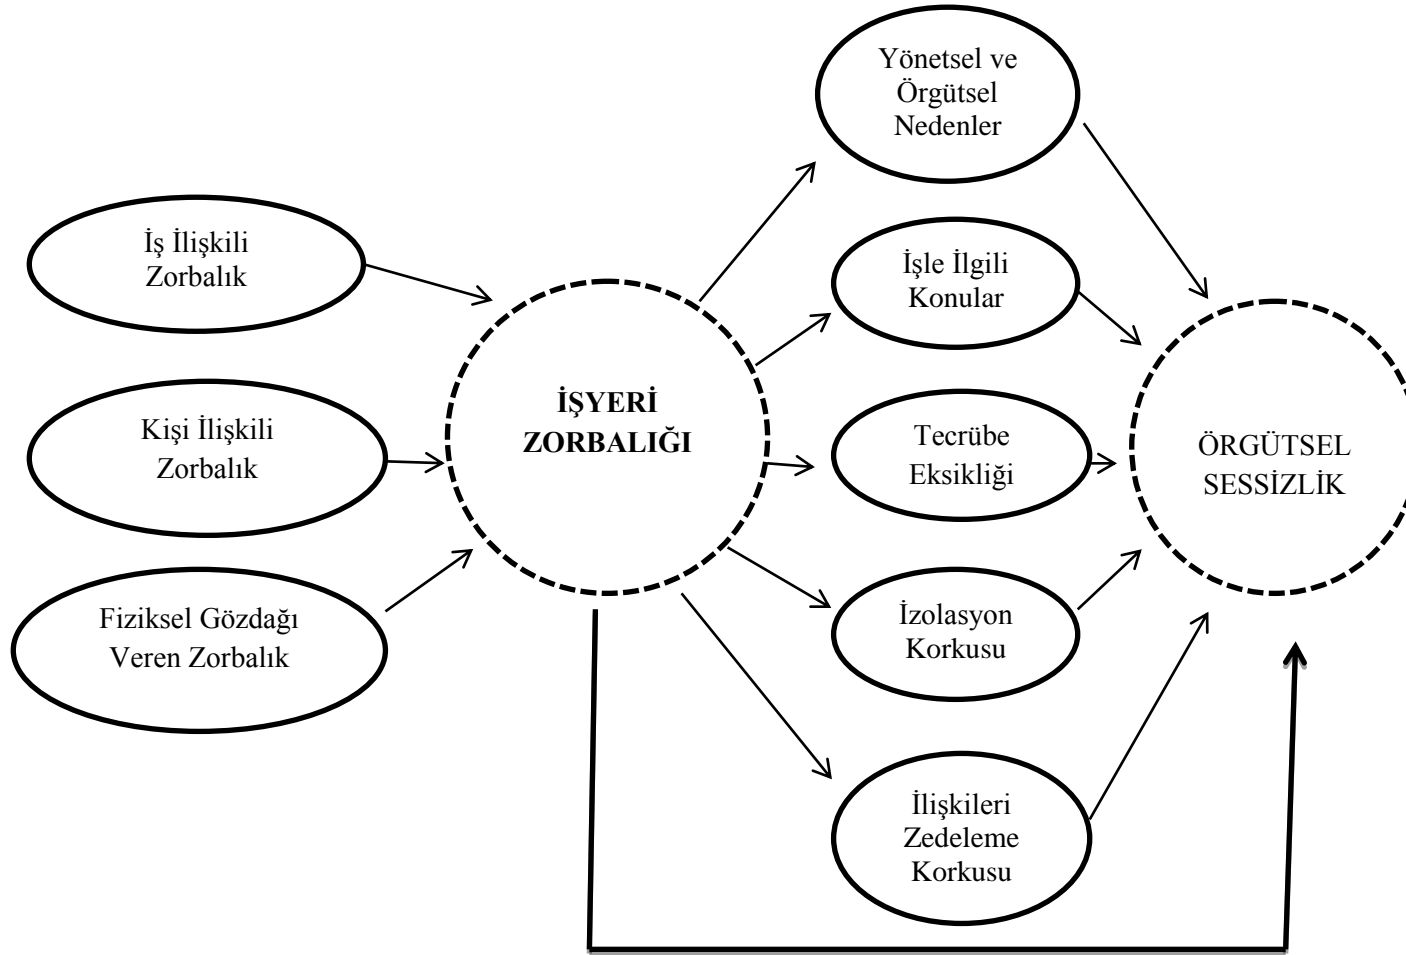 Yönetsel ve
Örgütsel
Nedenler
İş İlişkili
Zorbalık
İşle İlgili
Konular
İŞYERİ
ZORBALIĞI
Kişi İlişkili
Zorbalık
Tecrübe
Eksikliği
ÖRGÜTSEL
SESSİZLİK
Fiziksel Gözdağı
Veren Zorbalık
İzolasyon
Korkusu
İlişkileri
Zedeleme
Korkusu